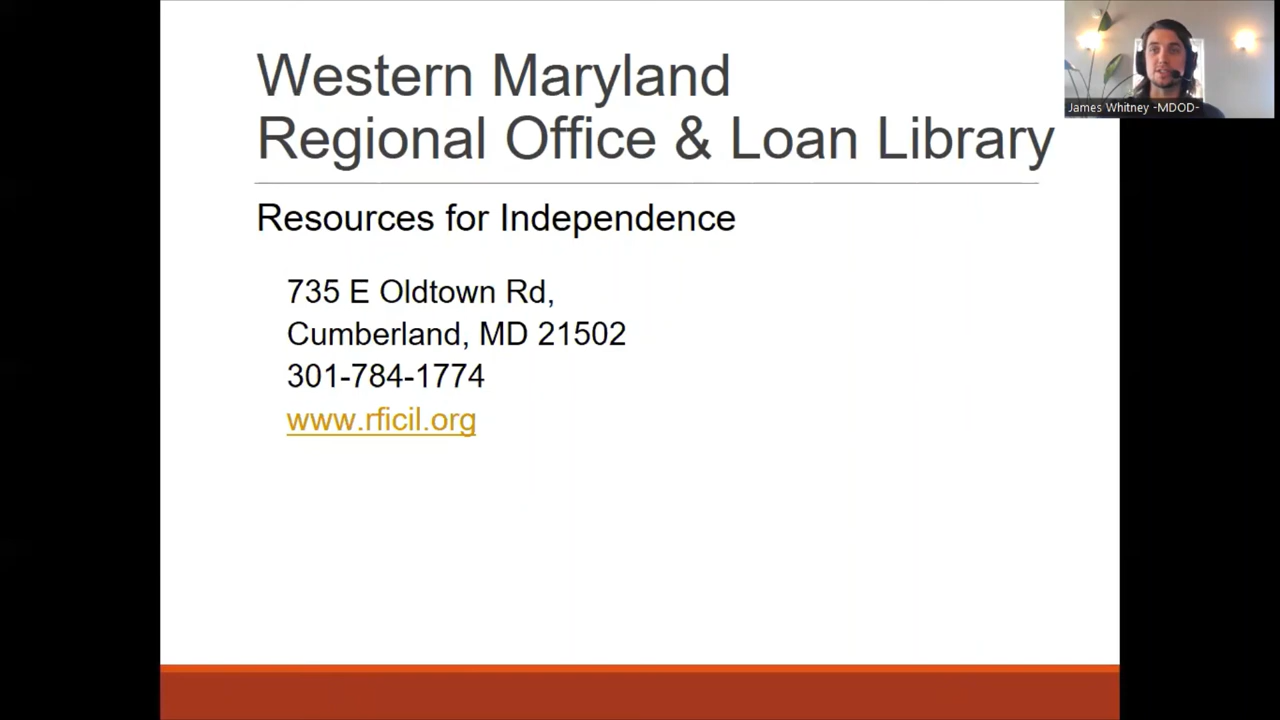 Western Maryland
Regional Office & Loan Library
Resources for Independence
735 E Oldtown Rd,
Cumberland, MD 21502
301-784-1774
www.rficil.org
James Whitney -MDOD-